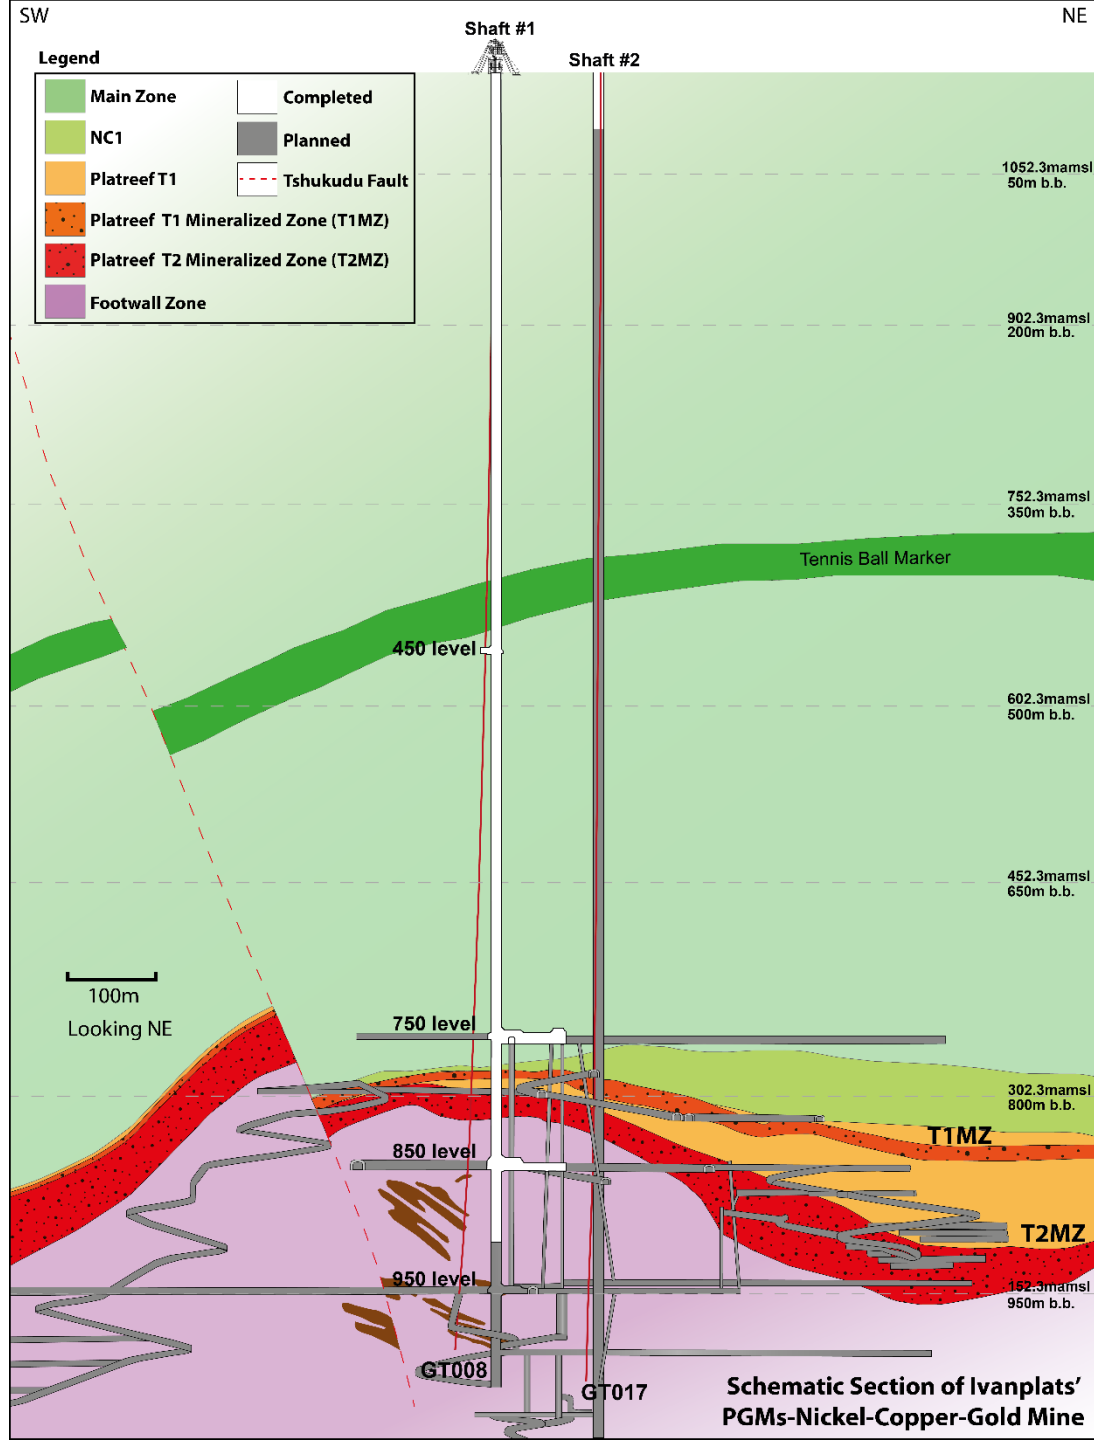 SW
NE
Shaft #1
Shaft #2
Legend
Main Zone
Completed
NC1
Planned
Platreef T1
Tshukudu Fault
Platreef T1 Mineralized Zone (T1MZ)
Platreef T2 Mineralized Zone (T2MZ)
Footwall Zone
1052.3mamsl
50m b.b.
902.3mamsl
200m b.b.
752.3mamsl
350m b.b.
Tennis Ball Marker
450 level
602.3mamsl
500m b.b.
452.3mamsl
650m b.b.
100m
Looking NE
750 level
302.3mamsl
800m b.b.
T1MZ
850 level
T2MZ
950 level
152.3mamsl
950m b.b.
GT008
GT017
Schematic Section of Ivanplats’
PGMs-Nickel-Copper-Gold Mine